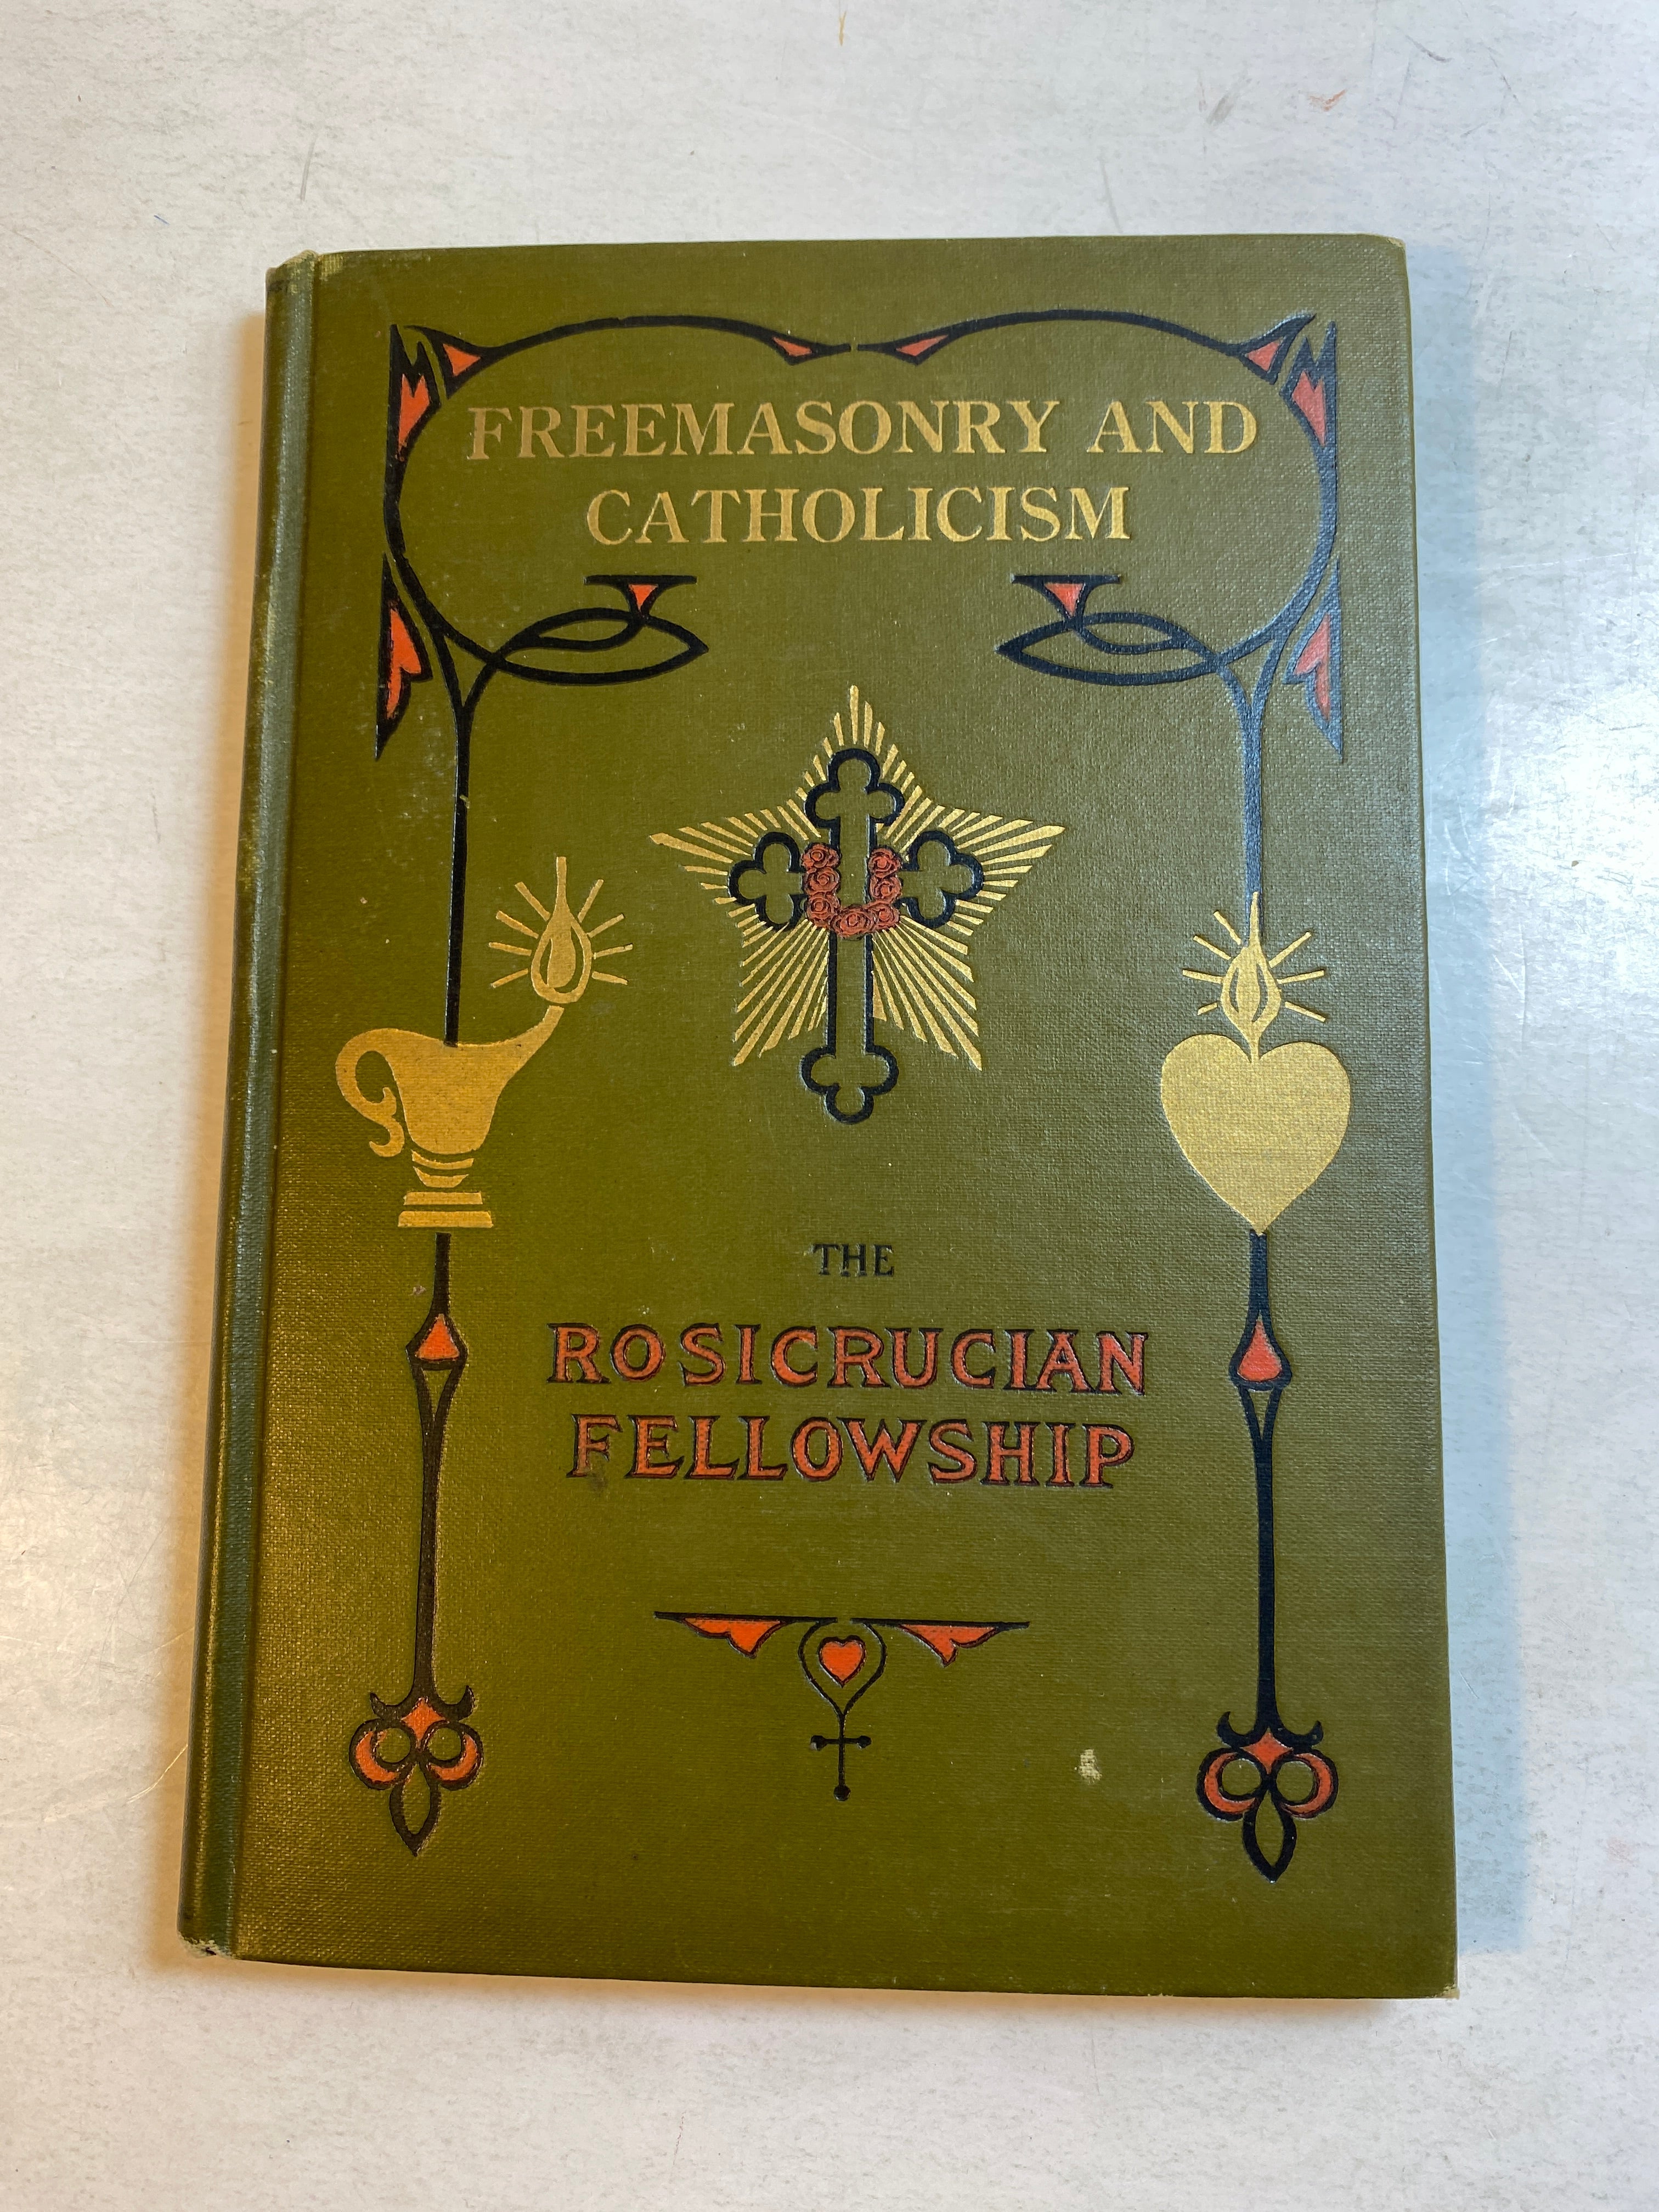 FREEMASONRY AND
CATHOLICISM
THE
ROSICRUCIAN
FELLOWSHIP